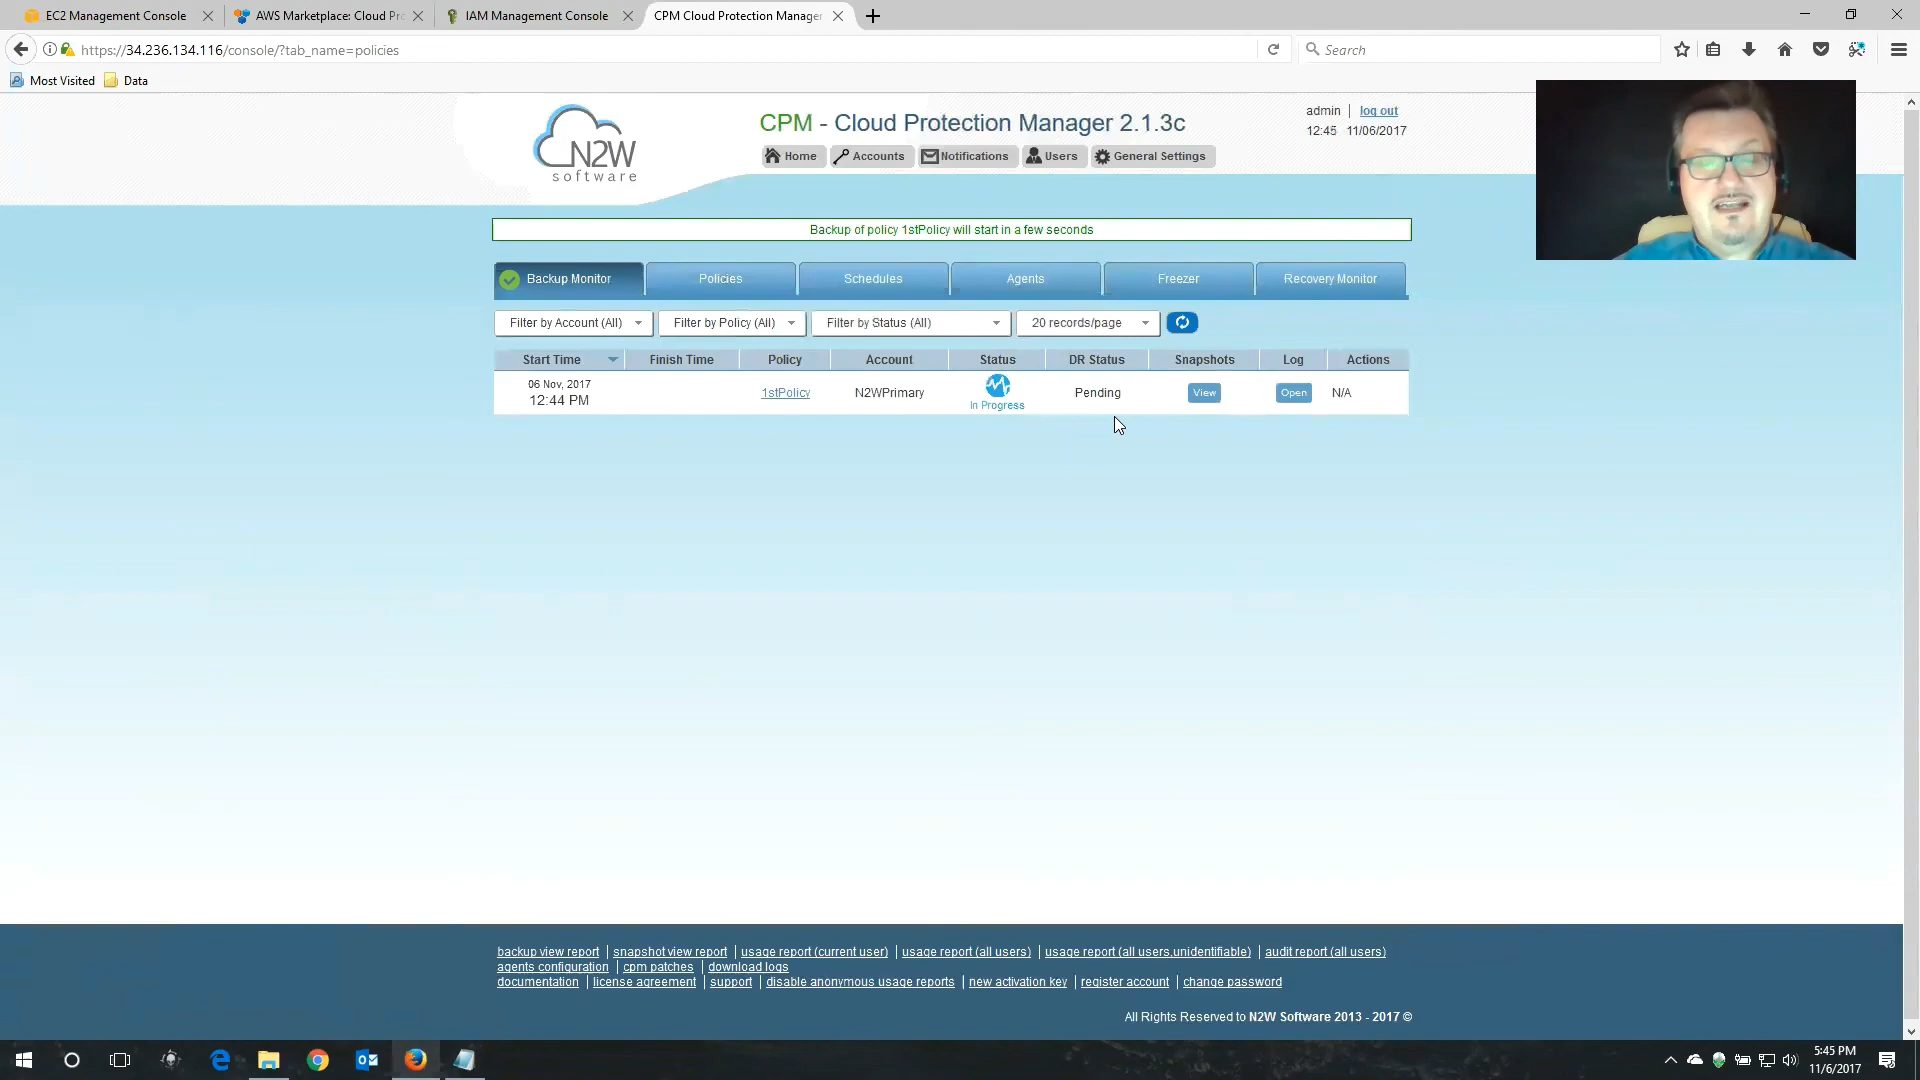 EC2 Management Console
AWS Marketplace: Cloud Pro
IAM Management Console
CPM Cloud Protection Manager
https://34.236.134.116/console/?tab_name=policies
Search
Most Visited
Data
N2W
software
CPM - Cloud Protection Manager 2.1.3c
admin | log out
12:45 11/06/2017
Home
Accounts
Notifications
Users
General Settings
Backup of policy 1stPolicy will start in a few seconds
Backup Monitor
Policies
Schedules
Agents
Freezer
Recovery Monitor
Filter by Account (All)
Filter by Policy (All)
Filter by Status (All)
20 records/page
Start Time
Finish Time
Policy
Account
Status
DR Status
Snapshots
Log
Actions
06 Nov, 2017
12:44 PM
1stPolicy
N2WPrimary
In Progress
Pending
View
Open
N/A
backup view report | snapshot view report | usage report (current user) | usage report (all users) | usage report (all users,unidentifiable) | audit report (all users)
agents configuration | cpm patches | download logs
documentation | license agreement | support | disable anonymous usage reports | new activation key | register account | change password
All Rights Reserved to N2W Software 2013 - 2017 ©
5:45 PM
11/6/2017